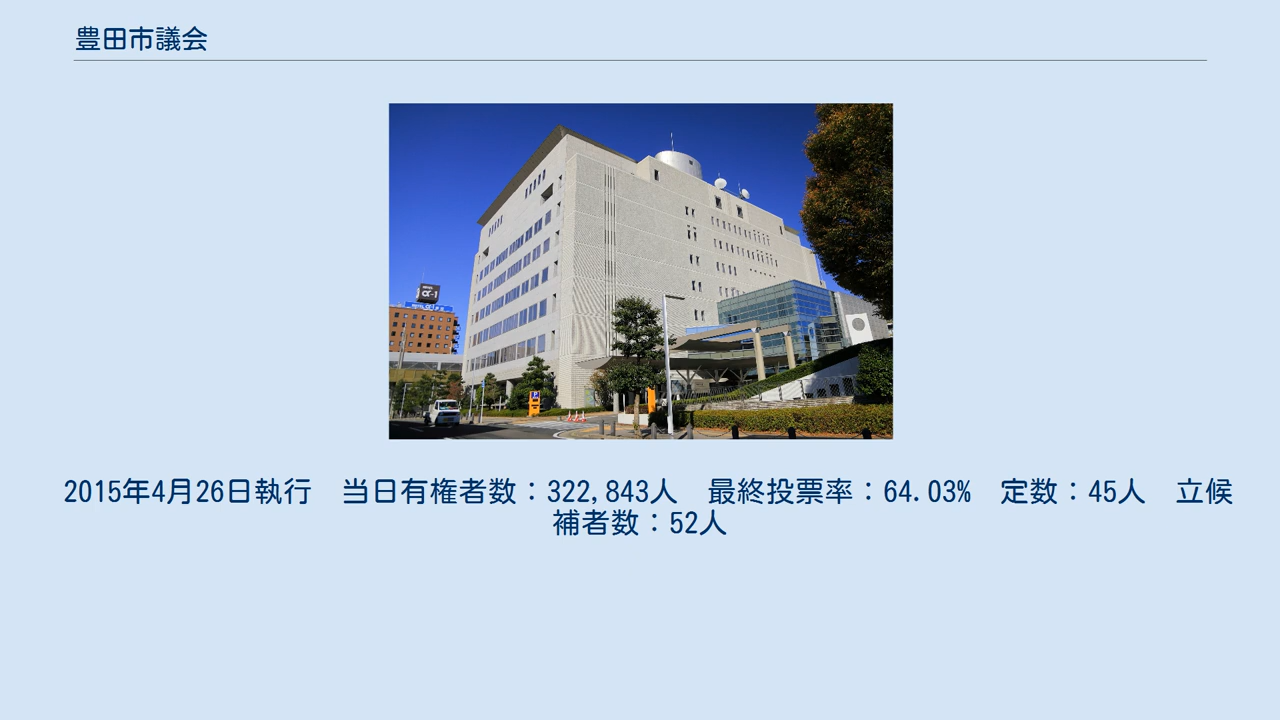 豊田市議会
2015年4月26日執行　当日有権者数：322,843人　最終投票率：64.03%　定数：45人　立候
補者数：52人